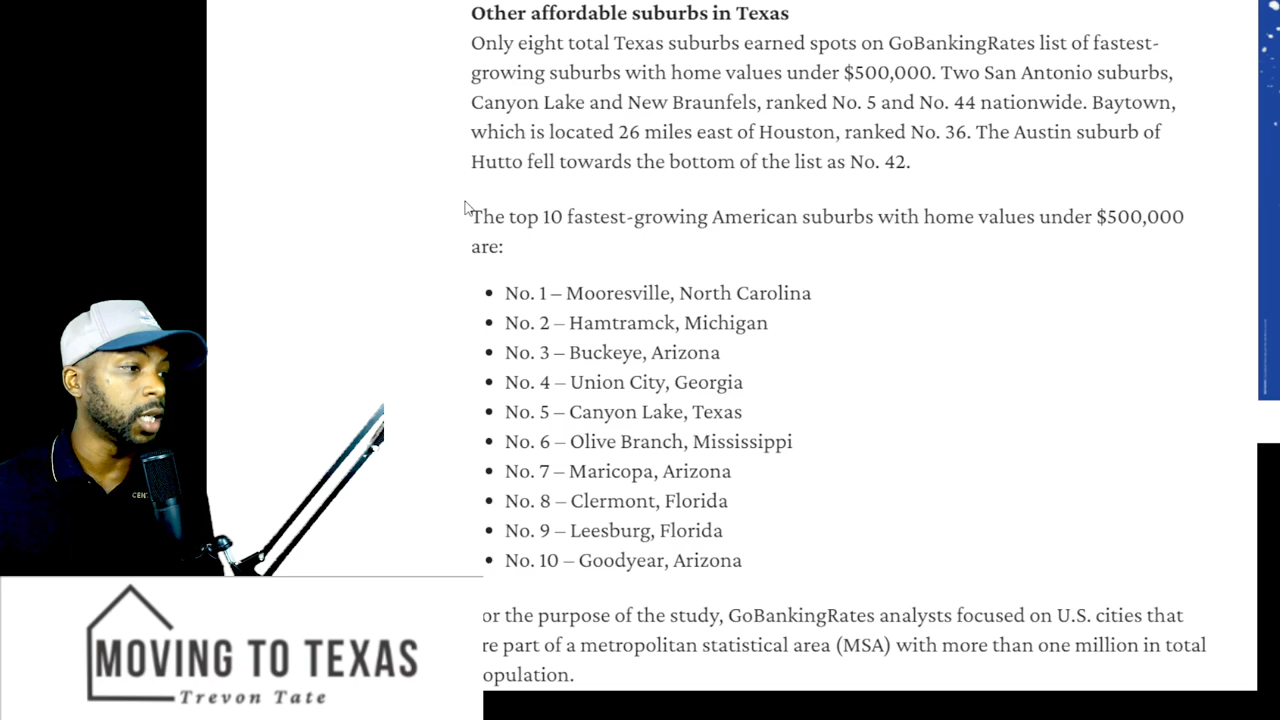 Other affordable suburbs in Texas
Only eight total Texas suburbs earned spots on GoBankingRates list of fastest-
growing suburbs with home values under $500,000. Two San Antonio suburbs,
Canyon Lake and New Braunfels, ranked No. 5 and No. 44 nationwide. Baytown,
which is located 26 miles east of Houston, ranked No. 36. The Austin suburb of
Hutto fell towards the bottom of the list as No. 42.
The top 10 fastest-growing American suburbs with home values under $500,000
are:
• No. 1 – Mooresville, North Carolina
• No. 2 – Hamtramck, Michigan
• No. 3 – Buckeye, Arizona
• No. 4 – Union City, Georgia
• No. 5 – Canyon Lake, Texas
• No. 6 – Olive Branch, Mississippi
• No. 7 – Maricopa, Arizona
• No. 8 – Clermont, Florida
• No. 9 – Leesburg, Florida
• No. 10 – Goodyear, Arizona
or the purpose of the study, GoBankingRates analysts focused on U.S. cities that
re part of a metropolitan statistical area (MSA) with more than one million in total
opulation.
CENT
MOVING TO TEXAS
Trevon Tate